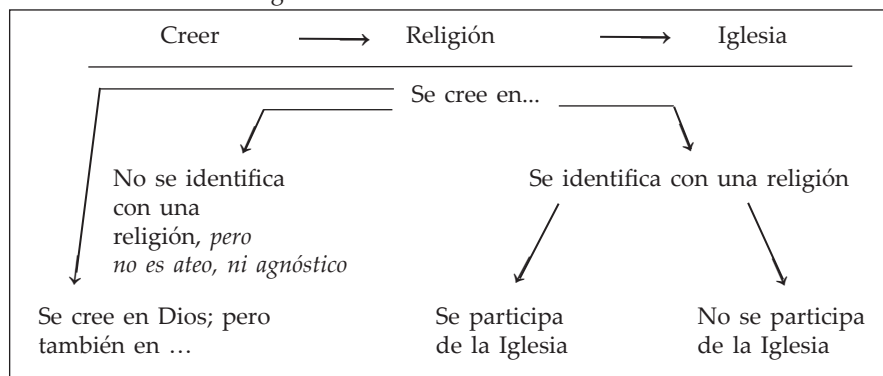 Creer Religión Iglesia
Se cree en...
No se identifica
con una
religión, pero
no es ateo, ni agnóstico
Se identifica con una religión
Se cree en Dios; pero
también en …
Se participa
de la Iglesia
No se participa
de la Iglesia